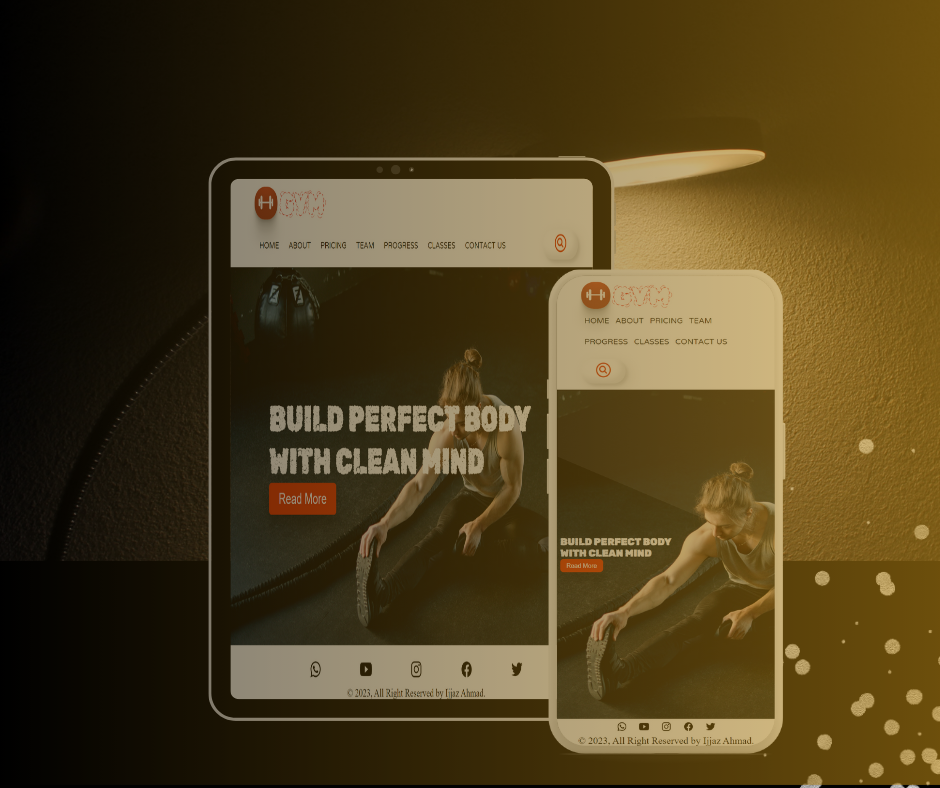 GYM
HOME ABOUT PRICING TEAM PROGRESS CLASSES CONTACT US
BUILD PERFECT BODY
WITH CLEAN MIND
Read More
© 2023, All Right Reserved by Ijjaz Ahmad.
GYM
HOME ABOUT PRICING TEAM
PROGRESS CLASSES CONTACT US
BUILD PERFECT BODY
WITH CLEAN MIND
Read More
© 2023, All Right Reserved by Ijjaz Ahmad.